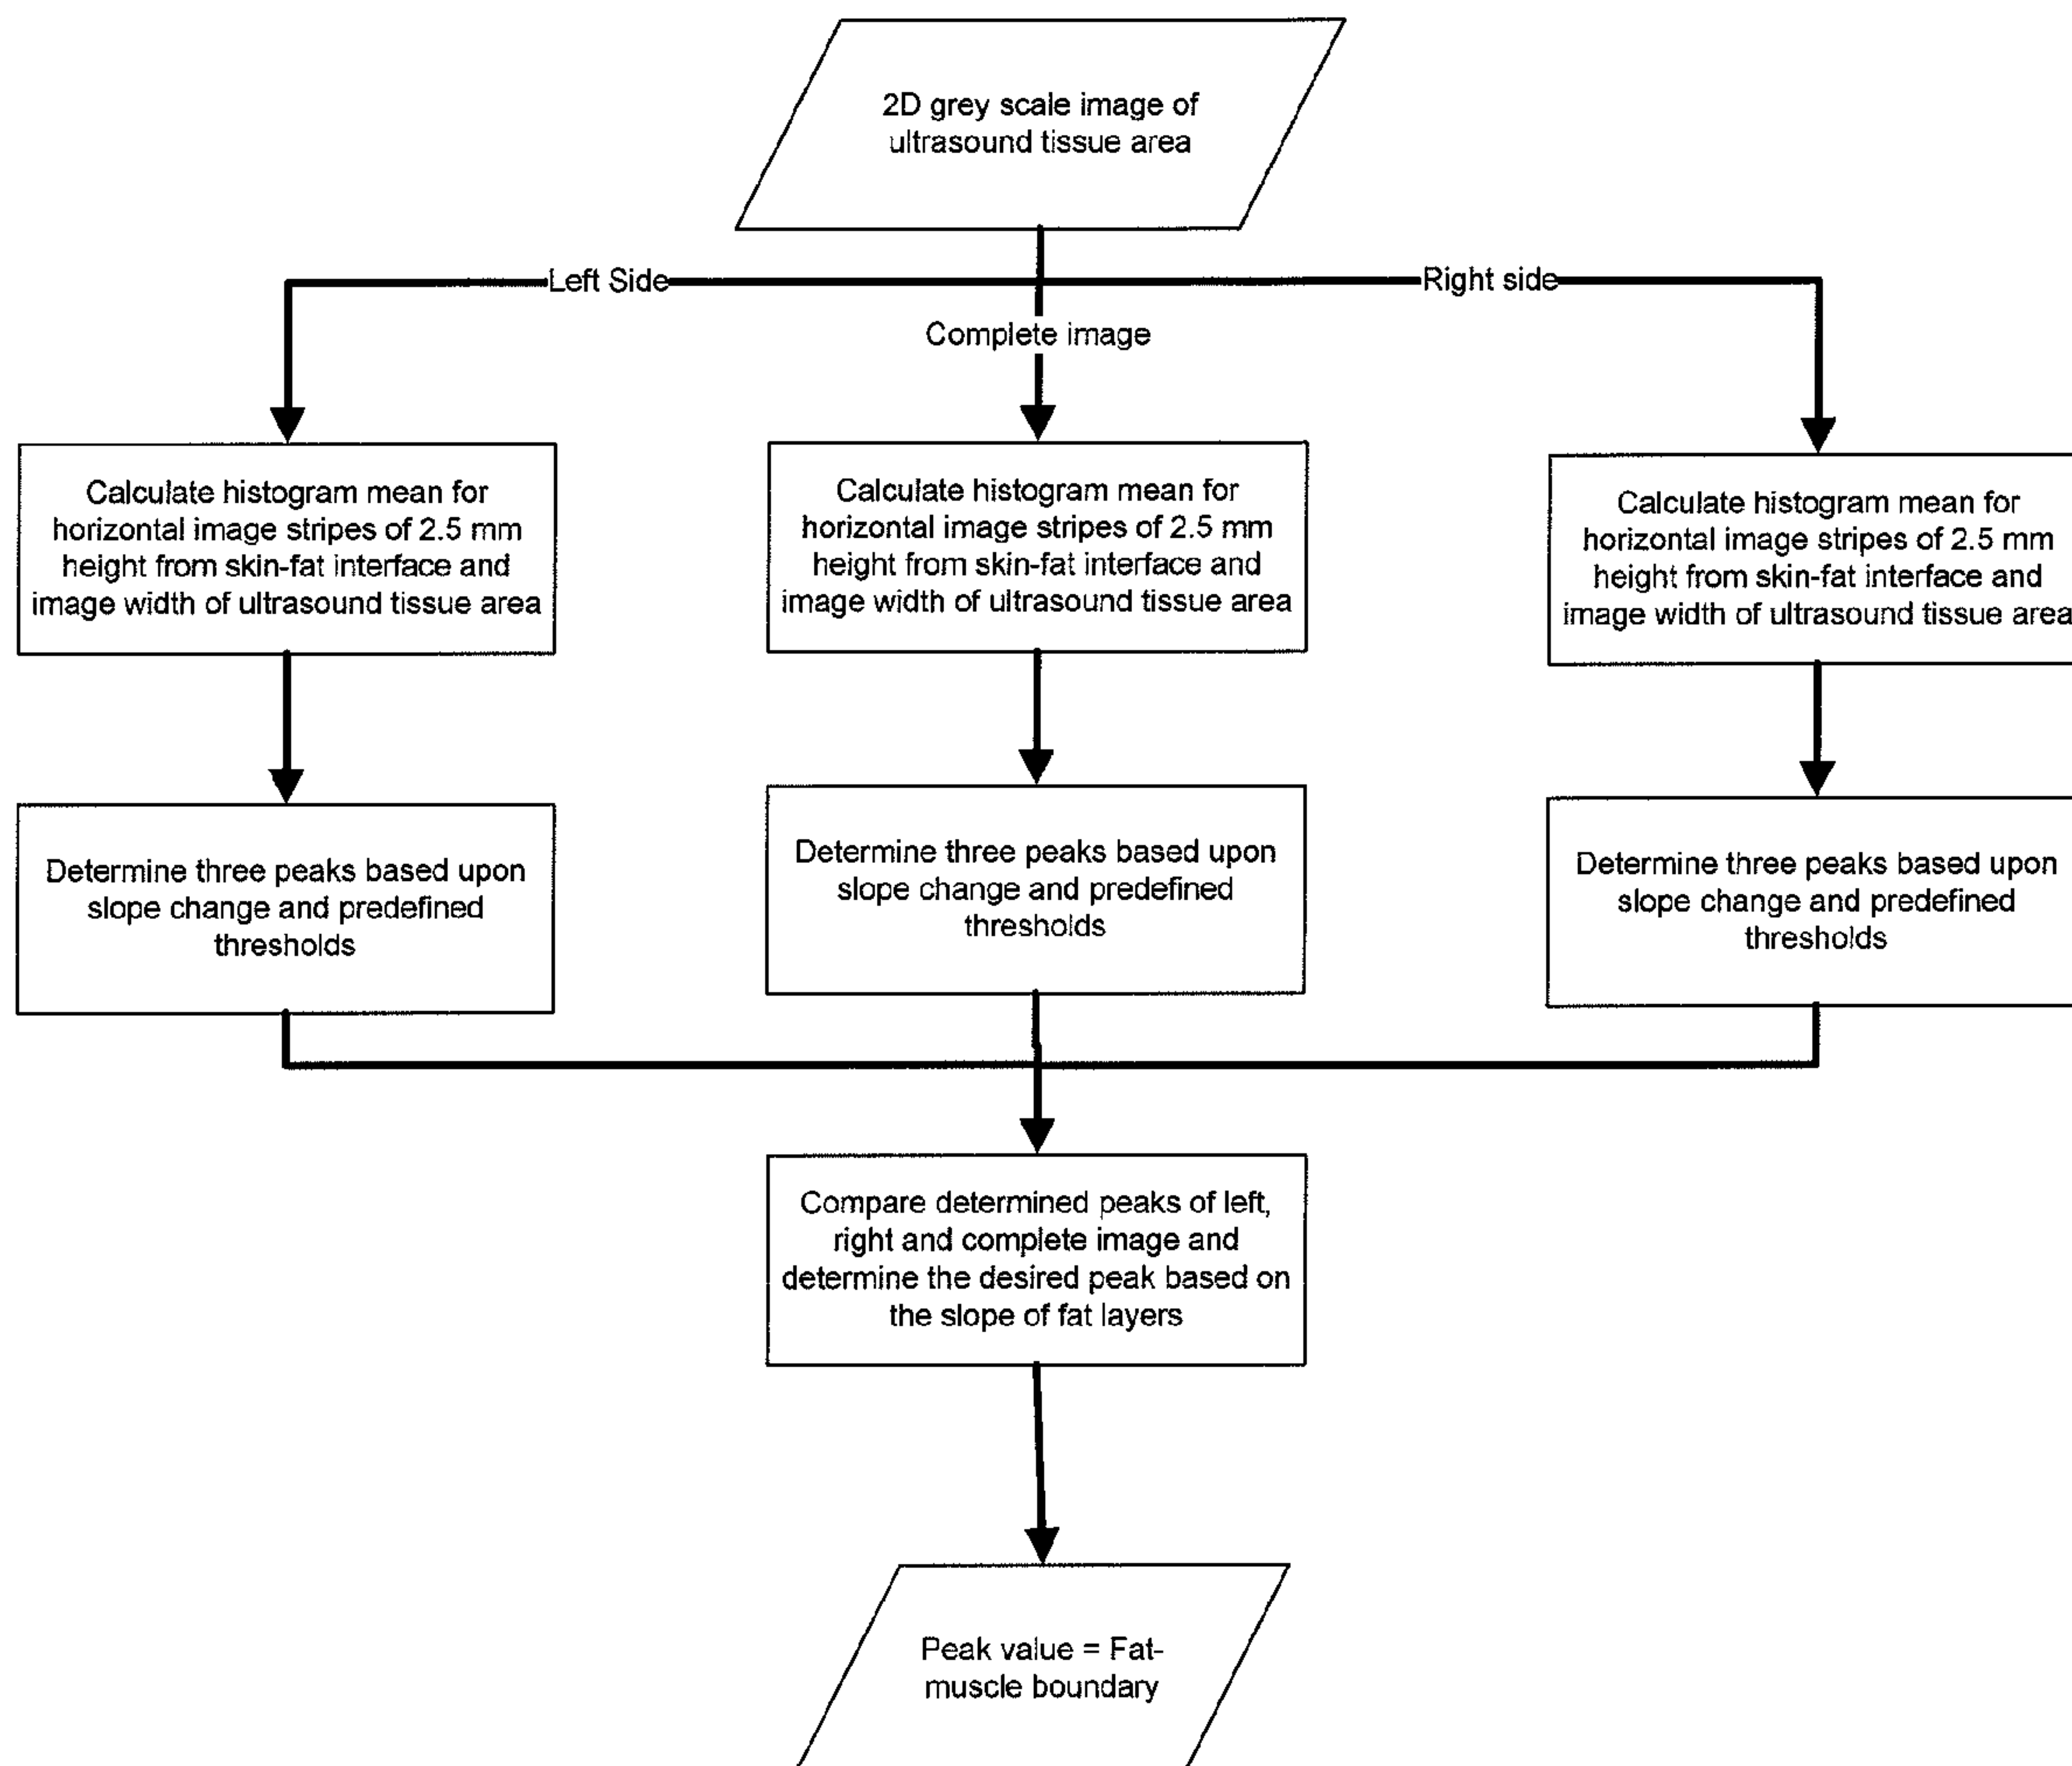 2D grey scale image of
ultrasound tissue area
Left Side
Right side
Complete image
Calculate histogram mean for
horizontal image stripes of 2.5 mm
height from skin-fat interface and
image width of ultrasound tissue area
Calculate histogram mean for
horizontal image stripes of 2.5 mm
height from skin-fat interface and
image width of ultrasound tissue area
Calculate histogram mean for
horizontal image stripes of 2.5 mm
height from skin-fat interface and
image width of ultrasound tissue area
Determine three peaks based upon
slope change and predefined
thresholds
Determine three peaks based upon
slope change and predefined
thresholds
Determine three peaks based upon
slope change and predefined
thresholds
Compare determined peaks of left,
right and complete image and
determine the desired peak based on
the slope of fat layers
Peak value = Fat-
muscle boundary